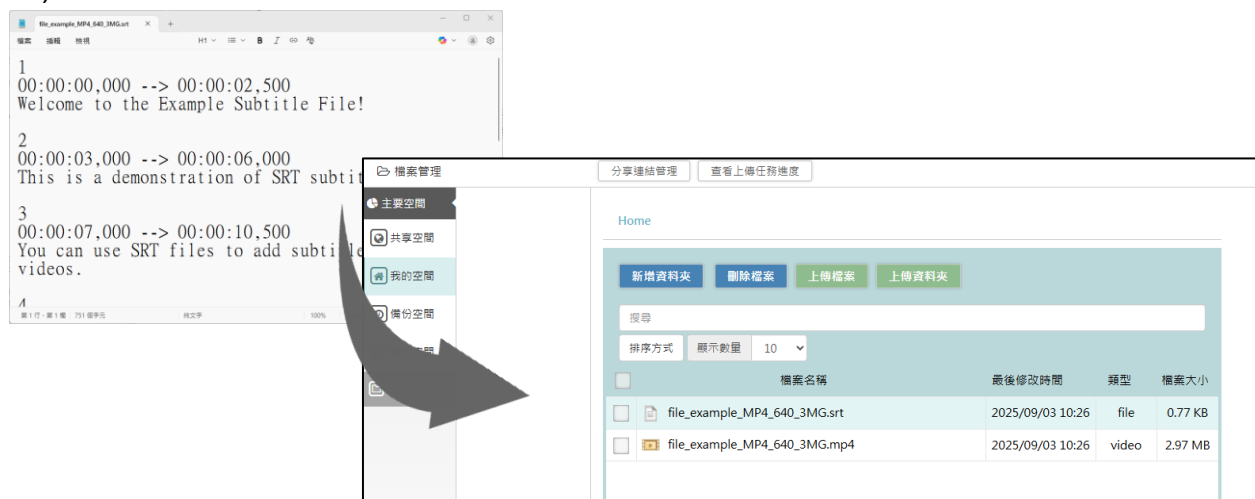 file_example_MP4_640_3MG.srt
檔案 編輯 檢視 H1 B I
1
00:00:00,000 --> 00:00:02,500
Welcome to the Example Subtitle File!
2
00:00:03,000 --> 00:00:06,000
This is a demonstration of SRT subtit
3
00:00:07,000 --> 00:00:10,500
You can use SRT files to add subtitle
videos.
4
第 1 行，第 1 欄 751 個字元 純文字 100%
檔案管理 分享連結管理 查看上傳任務進度
主要空間
共享空間
我的空間
備份空間
Home
新增資料夾 刪除檔案 上傳檔案 上傳資料夾
搜尋
排序方式 顯示數量 10
檔案名稱 最後修改時間 類型 檔案大小
file_example_MP4_640_3MG.srt 2025/09/03 10:26 file 0.77 KB
file_example_MP4_640_3MG.mp4 2025/09/03 10:26 video 2.97 MB